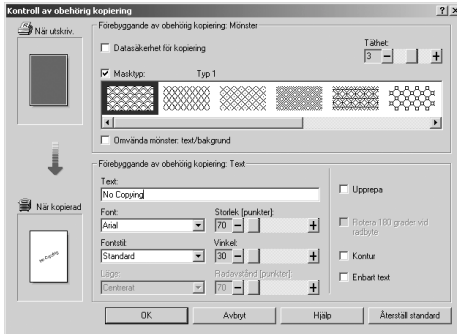 Kontroll av obehörig kopiering
När utskriv.
Förebyggande av obehörig kopiering: Mönster
Datasäkerhet för kopiering
Täthet:
3
Masktyp: Typ 1
Omvända mönster: text/bakgrund
När kopierad
No Copying
Förebyggande av obehörig kopiering: Text
Text:
No Copying
Font:
Arial
Storlek [punkter]:
70
Fontstil:
Standard
Vinkel:
30
Läge:
Centrerat
Radavstånd [punkter]:
70
Upprepa
Rotera 180 grader vid
radbyte
Kontur
Enbart text
OK
Avbryt
Hjälp
Återställ standard